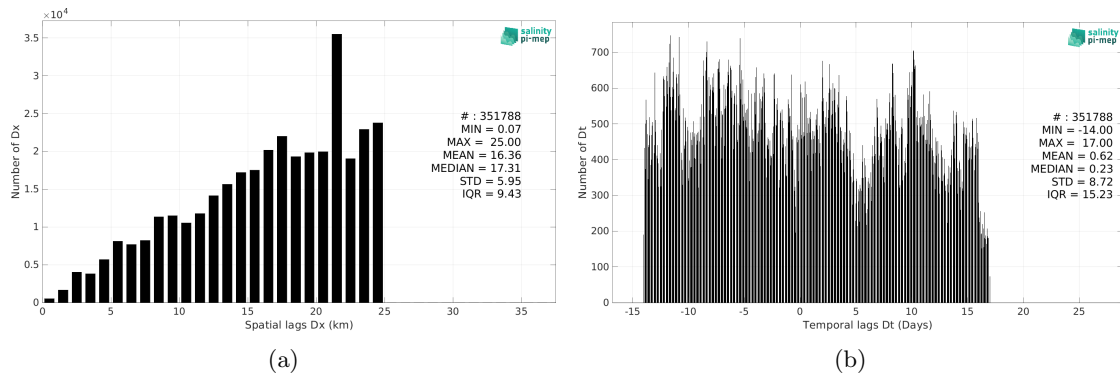 ×10⁴
3.5
3
2.5
2
1.5
1
0.5
0
Number of Dx
0 5 10 15 20 25 30 35
Spatial lags Dx (km)
salinity
pi-mep
# : 351788
MIN = 0.07
MAX = 25.00
MEAN = 16.36
MEDIAN = 17.31
STD = 5.95
IQR = 9.43
(a)
700
600
500
400
300
200
100
0
Number of Dt
-15 -10 -5 0 5 10 15 20 25
Temporal lags Dt (Days)
salinity
pi-mep
# : 351788
MIN = -14.00
MAX = 17.00
MEAN = 0.62
MEDIAN = 0.23
STD = 8.72
IQR = 15.23
(b)